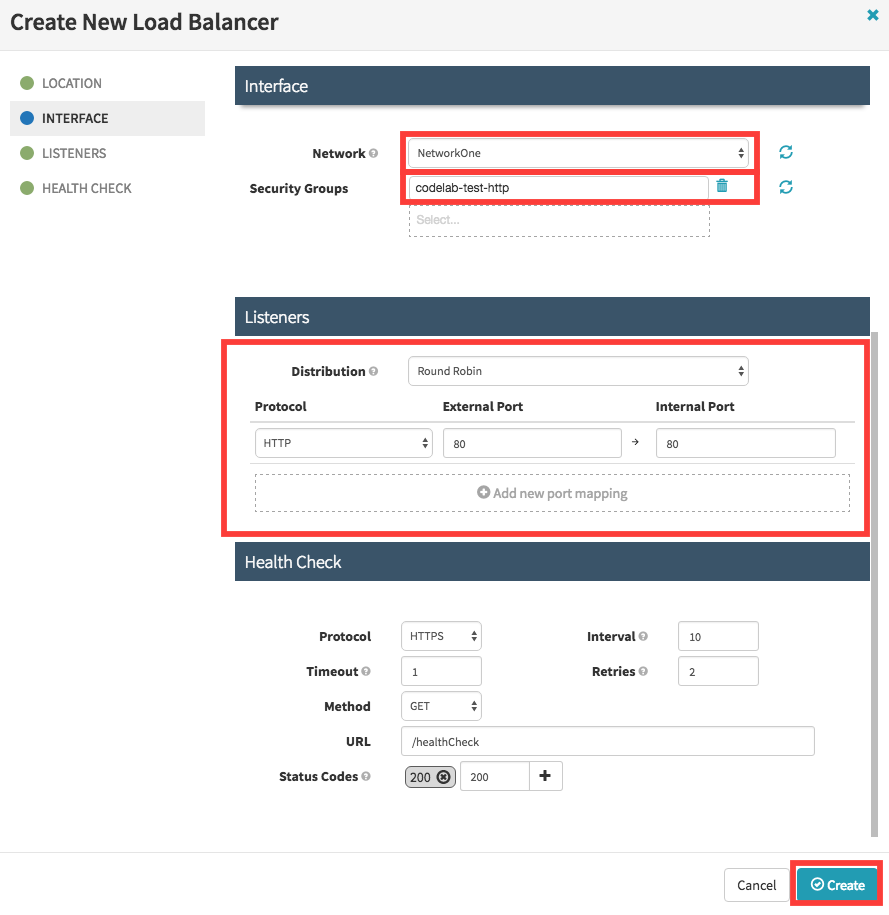 Create New Load Balancer
LOCATION
INTERFACE
LISTENERS
HEALTH CHECK
Interface
Network NetworkOne
Security Groups codelab-test-http
Select...
Listeners
Distribution Round Robin
Protocol External Port Internal Port
HTTP 80 → 80
Add new port mapping
Health Check
Protocol HTTPS Interval 10
Timeout 1 Retries 2
Method GET
URL /healthCheck
Status Codes 200 200
Cancel Create